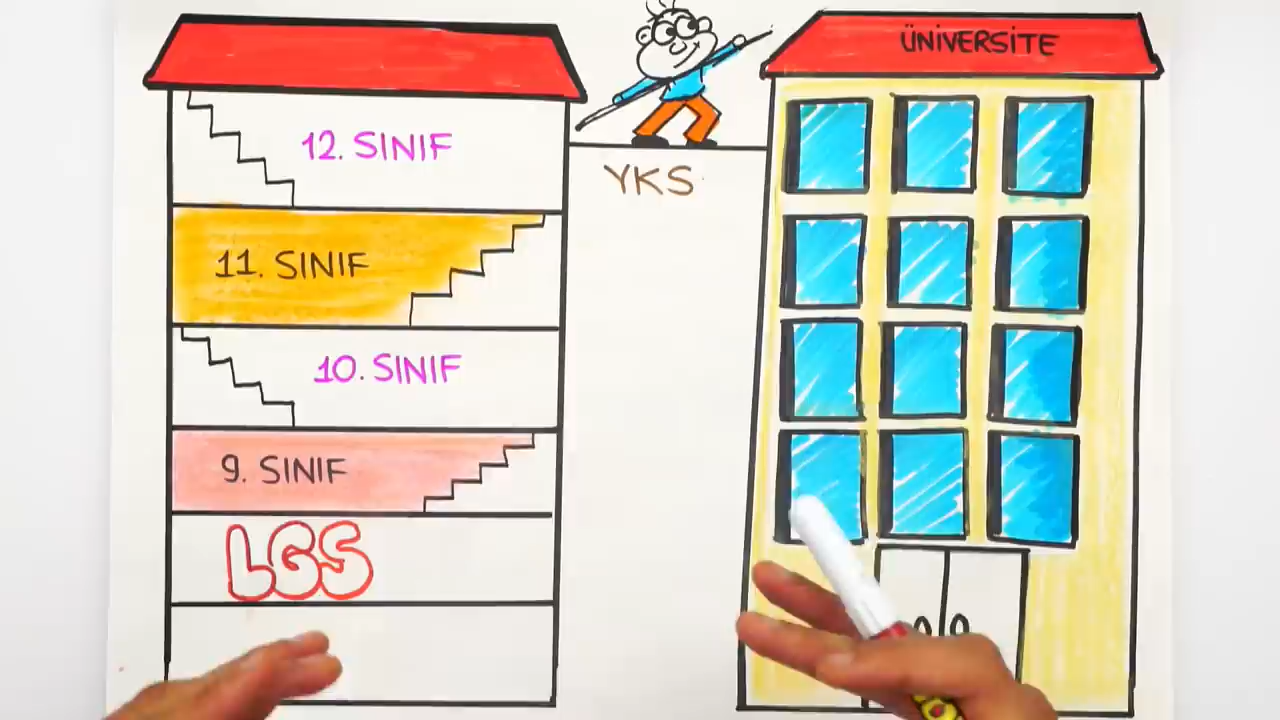 12. SINIF
11. SINIF
10. SINIF
9. SINIF
LGS
YKS
ÜNİVERSİTE